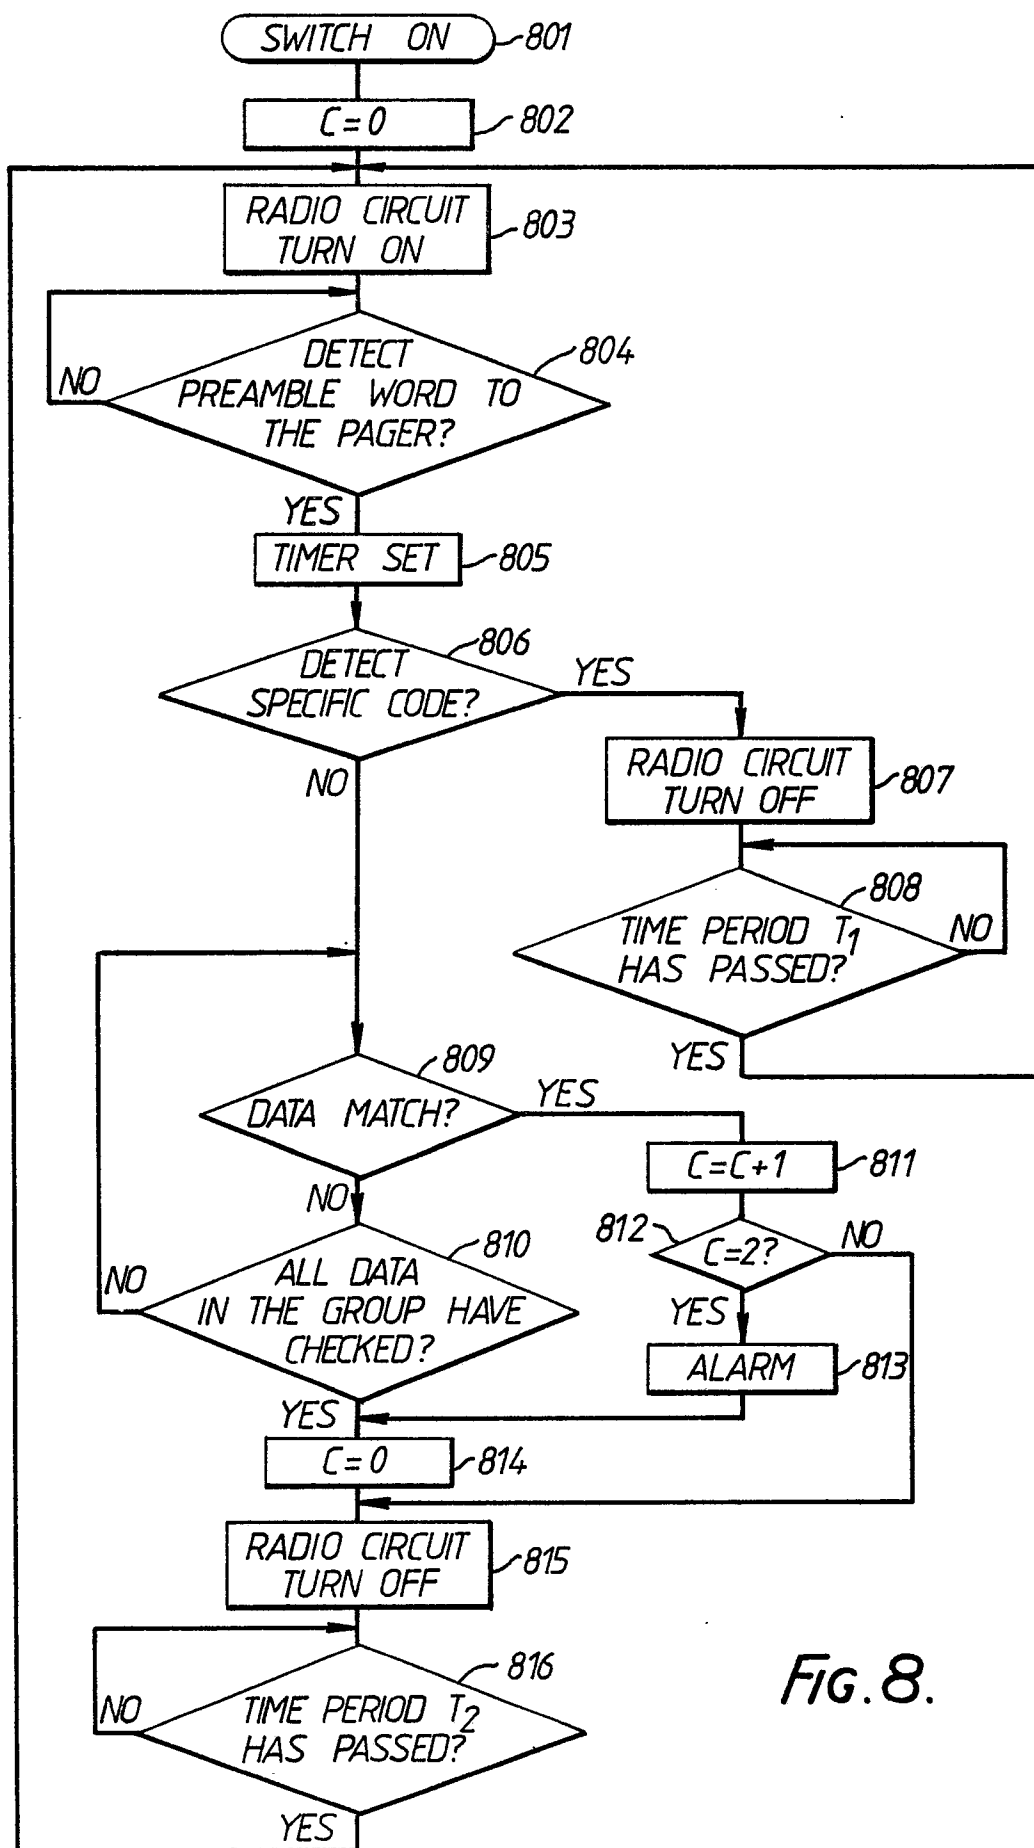 SWITCH ON
801
C=0
802
RADIO CIRCUIT
TURN ON
803
DETECT
PREAMBLE WORD TO
THE PAGER?
804
NO
YES
TIMER SET
805
DETECT
SPECIFIC CODE?
806
YES
NO
RADIO CIRCUIT
TURN OFF
807
TIME PERIOD T1
HAS PASSED?
808
NO
YES
DATA MATCH?
809
YES
NO
C=C+1
811
812
C=2?
NO
YES
ALL DATA
IN THE GROUP HAVE
CHECKED?
810
NO
ALARM
813
YES
C=0
814
RADIO CIRCUIT
TURN OFF
815
TIME PERIOD T2
HAS PASSED?
816
NO
YES
FIG. 8.